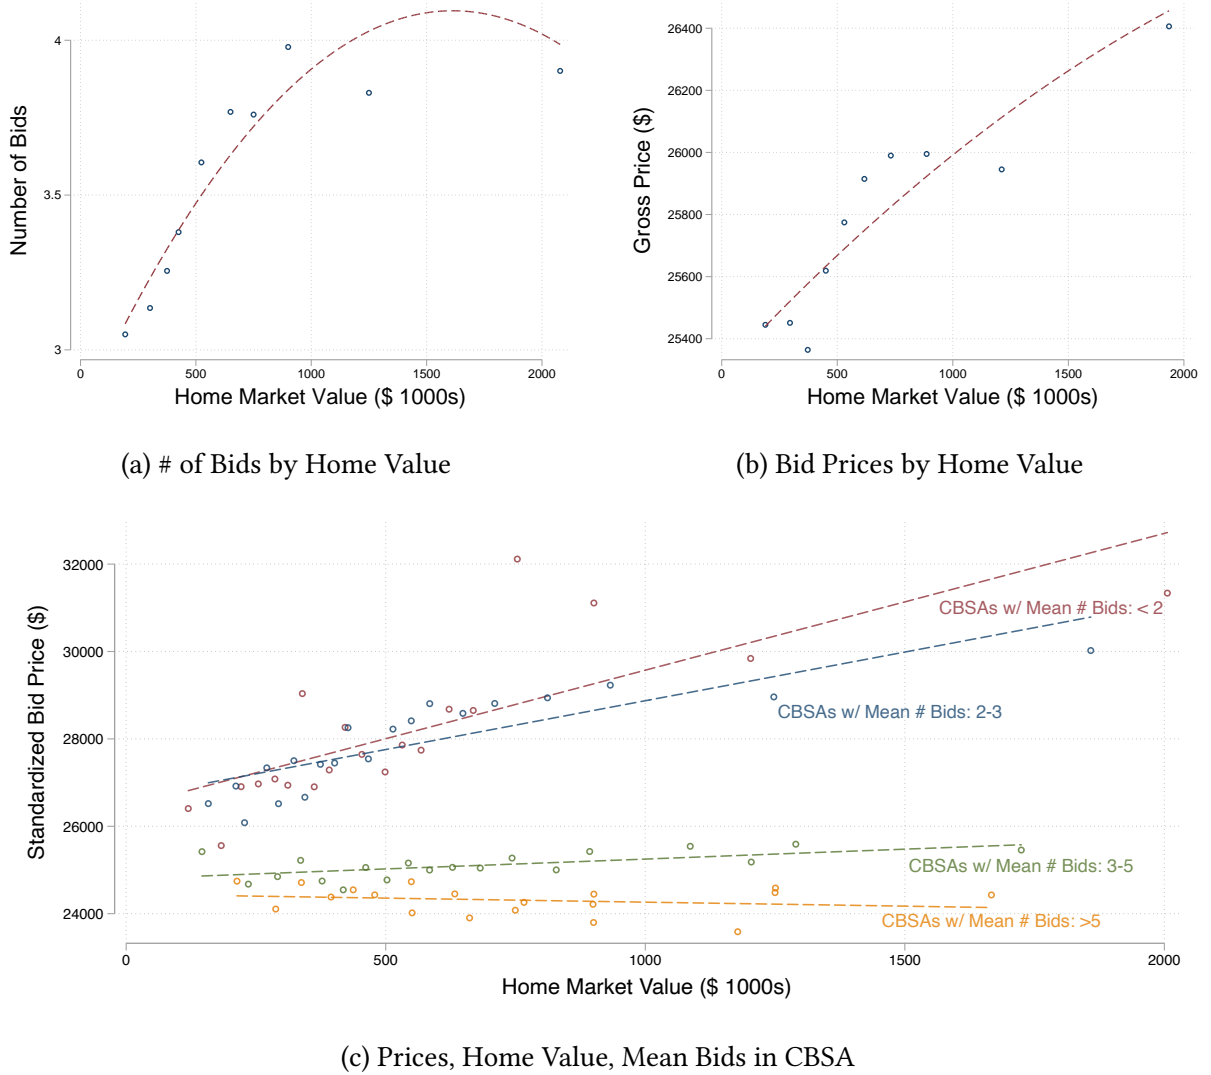 4
3.5
3
Number of Bids
0 500 1000 1500 2000
Home Market Value ($ 1000s)
(a) # of Bids by Home Value
26400
26200
26000
25800
25600
25400
Gross Price ($)
0 500 1000 1500 2000
Home Market Value ($ 1000s)
(b) Bid Prices by Home Value
32000
30000
28000
26000
24000
Standardized Bid Price ($)
CBSAs w/ Mean # Bids: < 2
CBSAs w/ Mean # Bids: 2-3
CBSAs w/ Mean # Bids: 3-5
CBSAs w/ Mean # Bids: >5
0 500 1000 1500 2000
Home Market Value ($ 1000s)
(c) Prices, Home Value, Mean Bids in CBSA